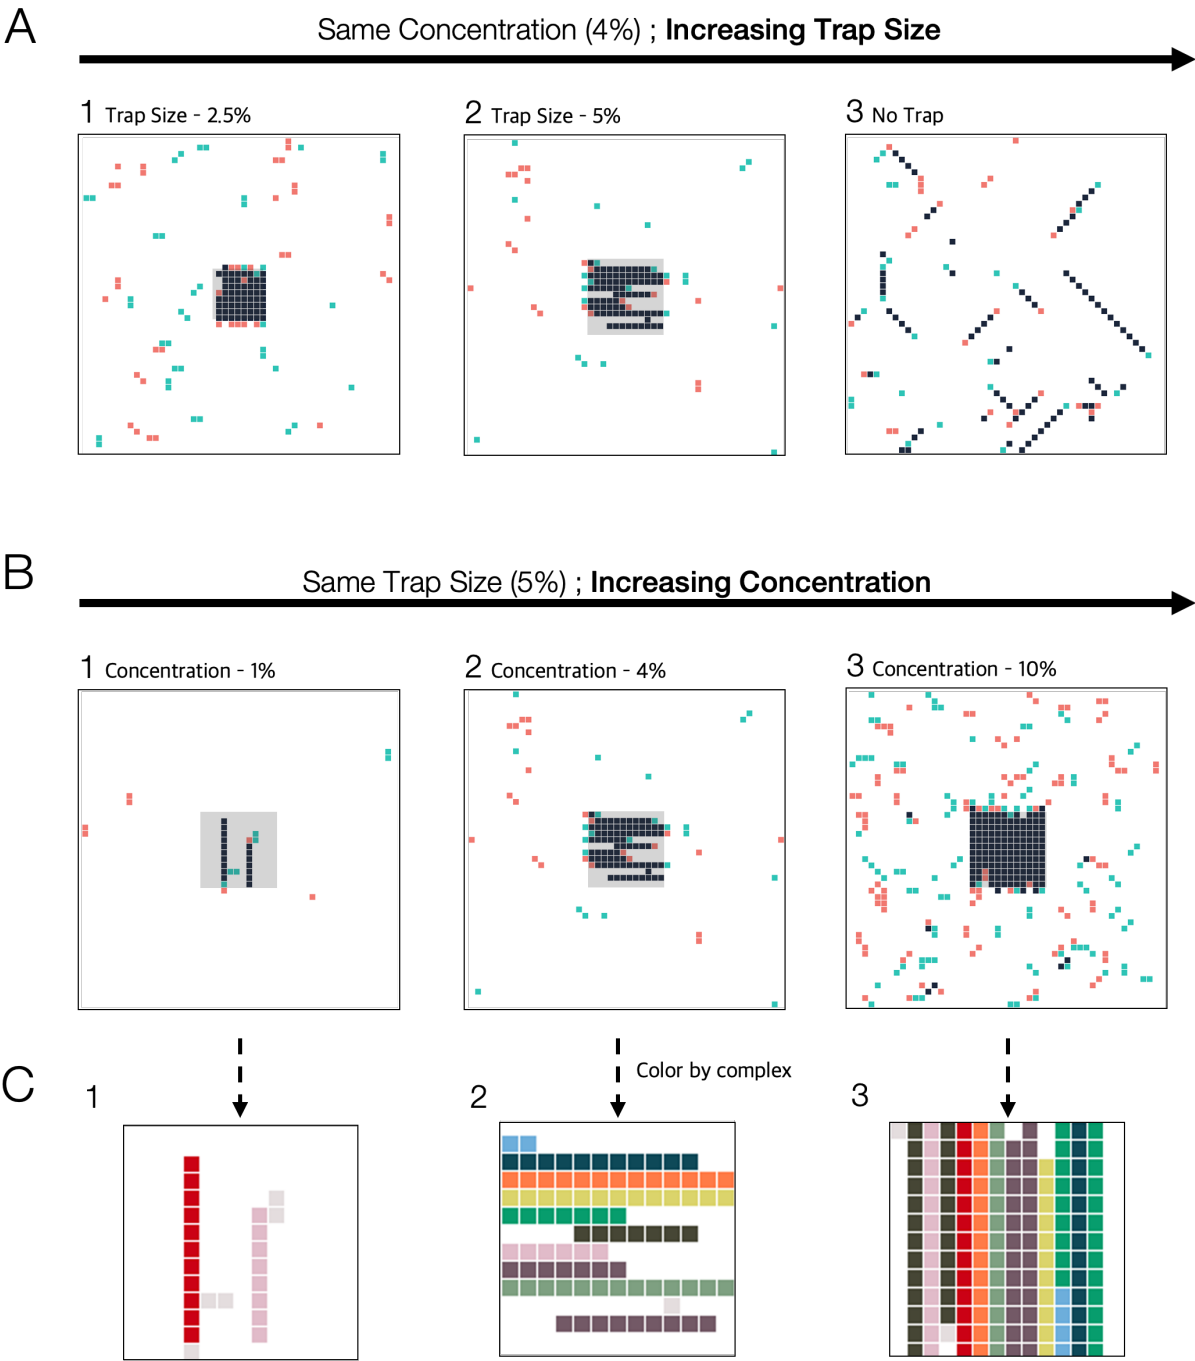 A
Same Concentration (4%) ; Increasing Trap Size
1 Trap Size - 2.5%
2 Trap Size - 5%
3 No Trap
B
Same Trap Size (5%) ; Increasing Concentration
1 Concentration - 1%
2 Concentration - 4%
3 Concentration - 10%
C
Color by complex
1
2
3